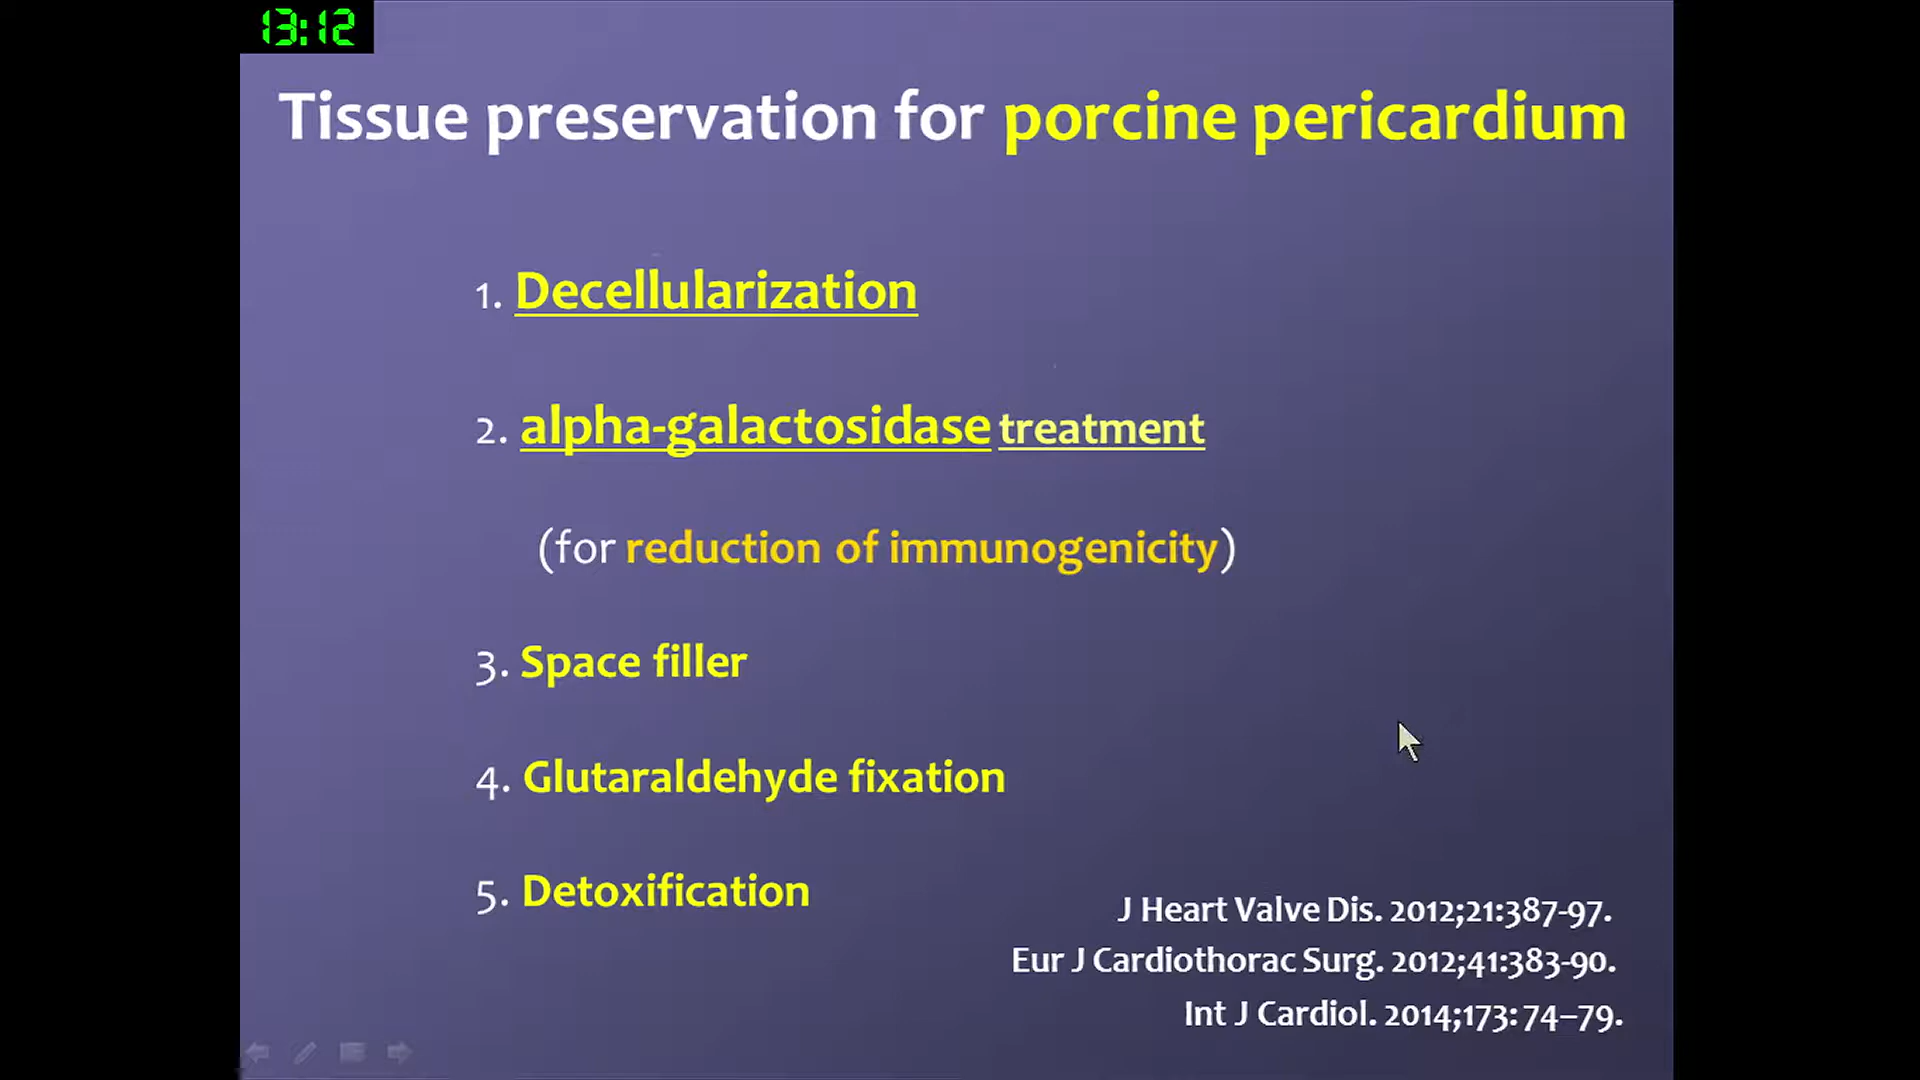 13:12
Tissue preservation for porcine pericardium
1. Decellularization
2. alpha-galactosidase treatment
(for reduction of immunogenicity)
3. Space filler
4. Glutaraldehyde fixation
5. Detoxification
J Heart Valve Dis. 2012;21:387-97.
Eur J Cardiothorac Surg. 2012;41:383-90.
Int J Cardiol. 2014;173: 74–79.